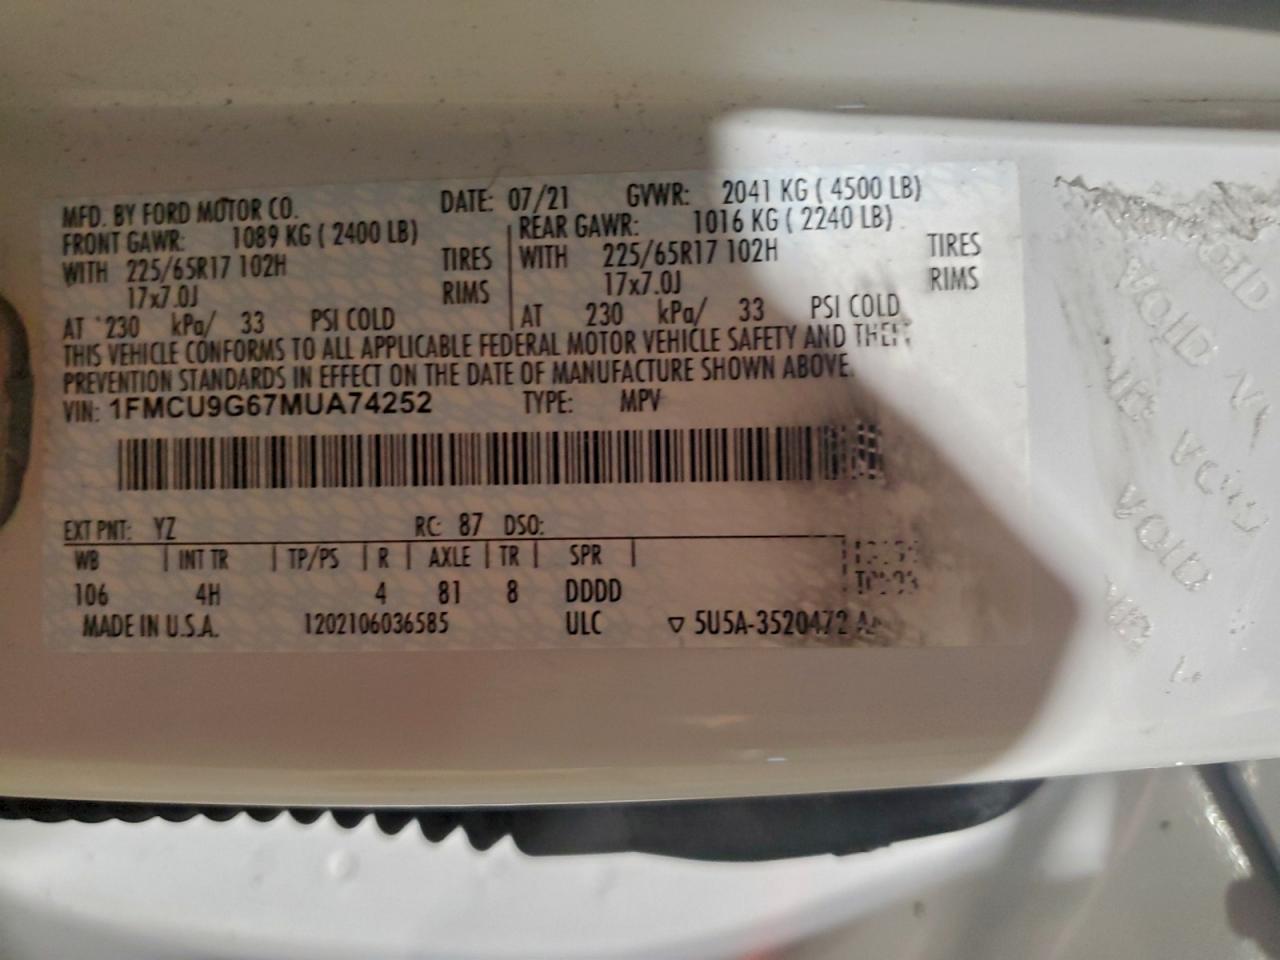 MFD. BY FORD MOTOR CO. DATE: 07/21 GVWR: 2041 KG ( 4500 LB)
FRONT GAWR: 1089 KG ( 2400 LB) REAR GAWR: 1016 KG ( 2240 LB)
WITH 225/65R17 102H TIRES WITH 225/65R17 102H TIRES
17x7.0J RIMS 17x7.0J RIMS
AT 230 kPa/ 33 PSI COLD AT 230 kPa/ 33 PSI COLD
THIS VEHICLE CONFORMS TO ALL APPLICABLE FEDERAL MOTOR VEHICLE SAFETY AND THEFT
PREVENTION STANDARDS IN EFFECT ON THE DATE OF MANUFACTURE SHOWN ABOVE.
VIN: 1FMCU9G67MUA74252 TYPE: MPV
EXT PNT: YZ RC: 87 DSO:
WB INT TR TP/PS R AXLE TR SPR
106 4H 4 81 8 DDDD
MADE IN U.S.A. 1202106036585 ULC ▽ 5U5A-3520472
VOID
VOID
VOID